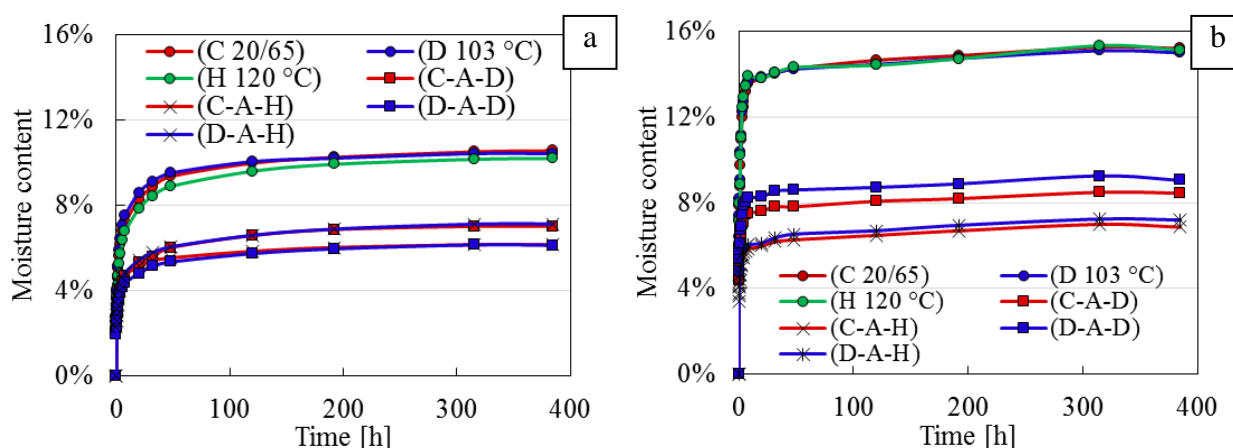 16%
12%
8%
4%
0%
Moisture content
(C 20/65)
(D 103 °C)
(H 120 °C)
(C-A-D)
(C-A-H)
(D-A-D)
(D-A-H)
a
0
100
200
300
400
Time [h]
16%
12%
8%
4%
0%
Moisture content
b
(C 20/65)
(D 103 °C)
(H 120 °C)
(C-A-D)
(C-A-H)
(D-A-D)
(D-A-H)
0
100
200
300
400
Time [h]